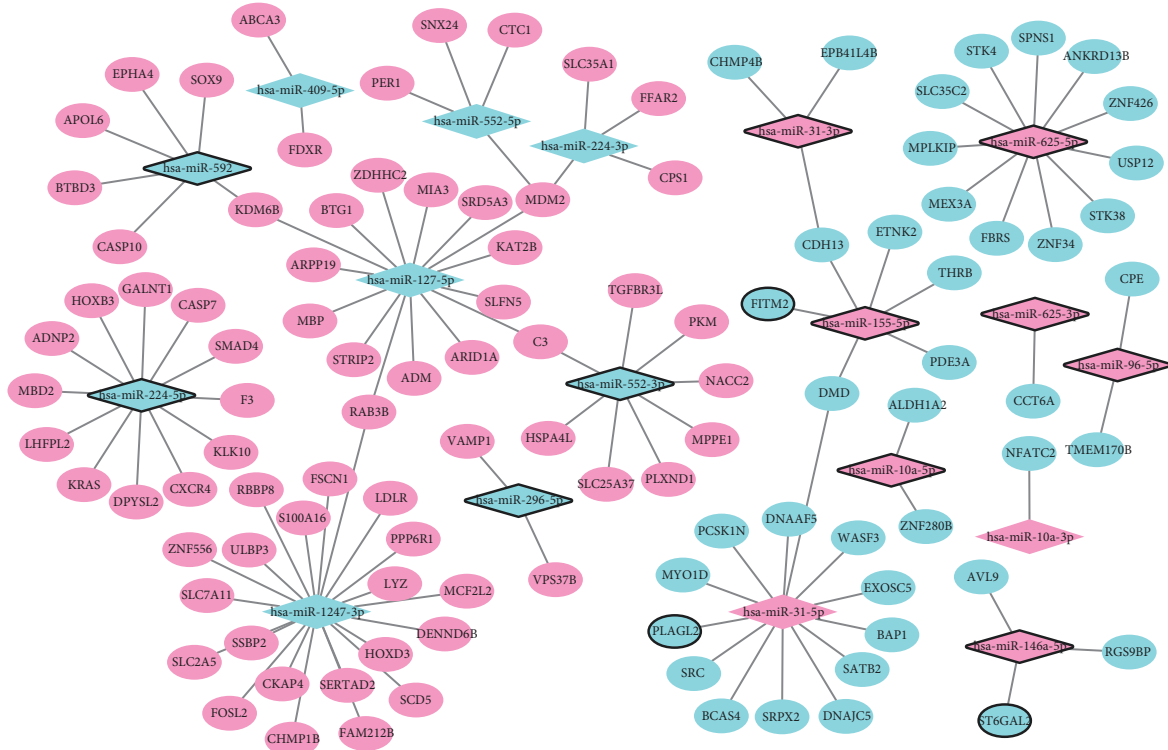 ABCA3
SNX24
CTC1
EPHA4
SOX9
hsa-miR-409-5p
PER1
SLC35A1
APOL6
hsa-miR-552-5p
FFAR2
FDXR
hsa-miR-224-3p
hsa-miR-592
CPS1
BTBD3
ZDHHC2
MIA3
SRD5A3
MDM2
KDM6B
BTG1
CASP10
KAT2B
ARPP19
hsa-miR-127-5p
MBP
SLFN5
STRIP2
ADM
ARID1A
C3
RAB3B
GALNT1
HOXB3
CASP7
ADNP2
SMAD4
MBD2
hsa-miR-224-5p
F3
LHFPL2
KLK10
KRAS
DPYSL2
CXCR4
TGFBR3L
PKM
hsa-miR-552-3p
NACC2
HSPA4L
MPPE1
SLC25A37
PLXND1
VAMP1
hsa-miR-296-5p
VPS37B
RBBP8
FSCN1
LDLR
S100A16
ZNF556
ULBP3
PPP6R1
SLC7A11
LYZ
MCF2L2
hsa-miR-1247-3p
SSBP2
DENND6B
SLC2A5
HOXD3
CKAP4
SERTAD2
SCD5
FOSL2
CHMP1B
FAM212B
CHMP4B
EPB41L4B
hsa-miR-31-3p
CDH13
ETNK2
THRB
FITM2
hsa-miR-155-5p
PDE3A
DMD
STK4
SPNS1
ANKRD13B
SLC35C2
ZNF426
hsa-miR-625-5p
MPLKIP
USP12
MEX3A
STK38
FBRS
ZNF34
CPE
hsa-miR-625-3p
hsa-miR-96-5p
CCT6A
TMEM170B
ALDH1A2
hsa-miR-10a-5p
ZNF280B
NFATC2
hsa-miR-10a-3p
PCSK1N
DNAAF5
WASF3
MYO1D
EXOSC5
hsa-miR-31-5p
PLAGL2
BAP1
SRC
SATB2
BCAS4
SRPX2
DNAJC5
AVL9
hsa-miR-146a-5p
RGS9BP
ST6GAL2